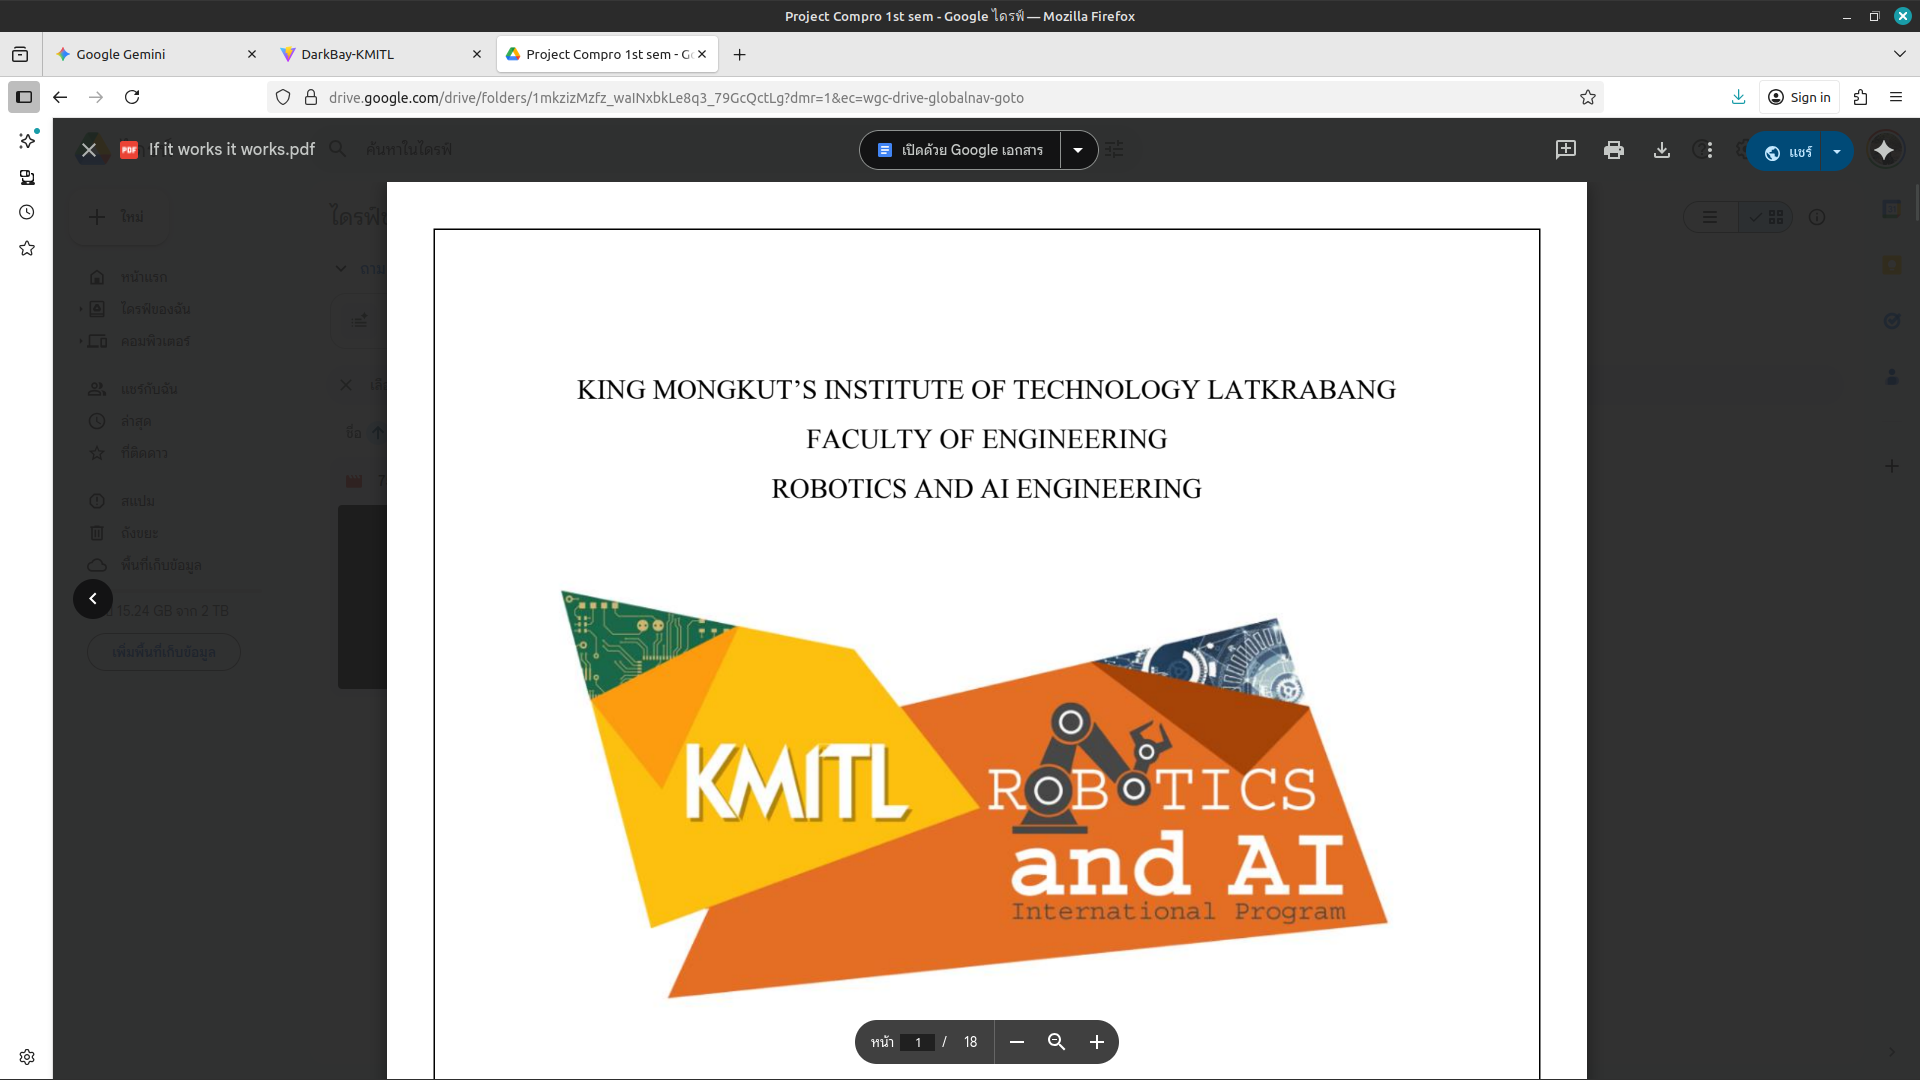 Project Compro 1st sem - Google ไดรฟ์ — Mozilla Firefox
Google Gemini
DarkBay-KMITL
Project Compro 1st sem - G
drive.google.com/drive/folders/1mkzizMzfz_waINxbkLe8q3_79GcQctLg?dmr=1&ec=wgc-drive-globalnav-goto
Sign in
PDF
If it works it works.pdf
ค้นหาในไดรฟ์
เปิดด้วย Google เอกสาร
แชร์
ใหม่
หน้าแรก
ไดรฟ์ของฉัน
คอมพิวเตอร์
แชร์กับฉัน
ล่าสุด
ที่ติดดาว
สแปม
ถังขยะ
พื้นที่เก็บข้อมูล
15.24 GB จาก 2 TB
เพิ่มพื้นที่เก็บข้อมูล
ชื่อ
KING MONGKUT’S INSTITUTE OF TECHNOLOGY LATKRABANG
FACULTY OF ENGINEERING
ROBOTICS AND AI ENGINEERING
KMITL
ROBOTICS
and AI
International Program
หน้า 1 / 18